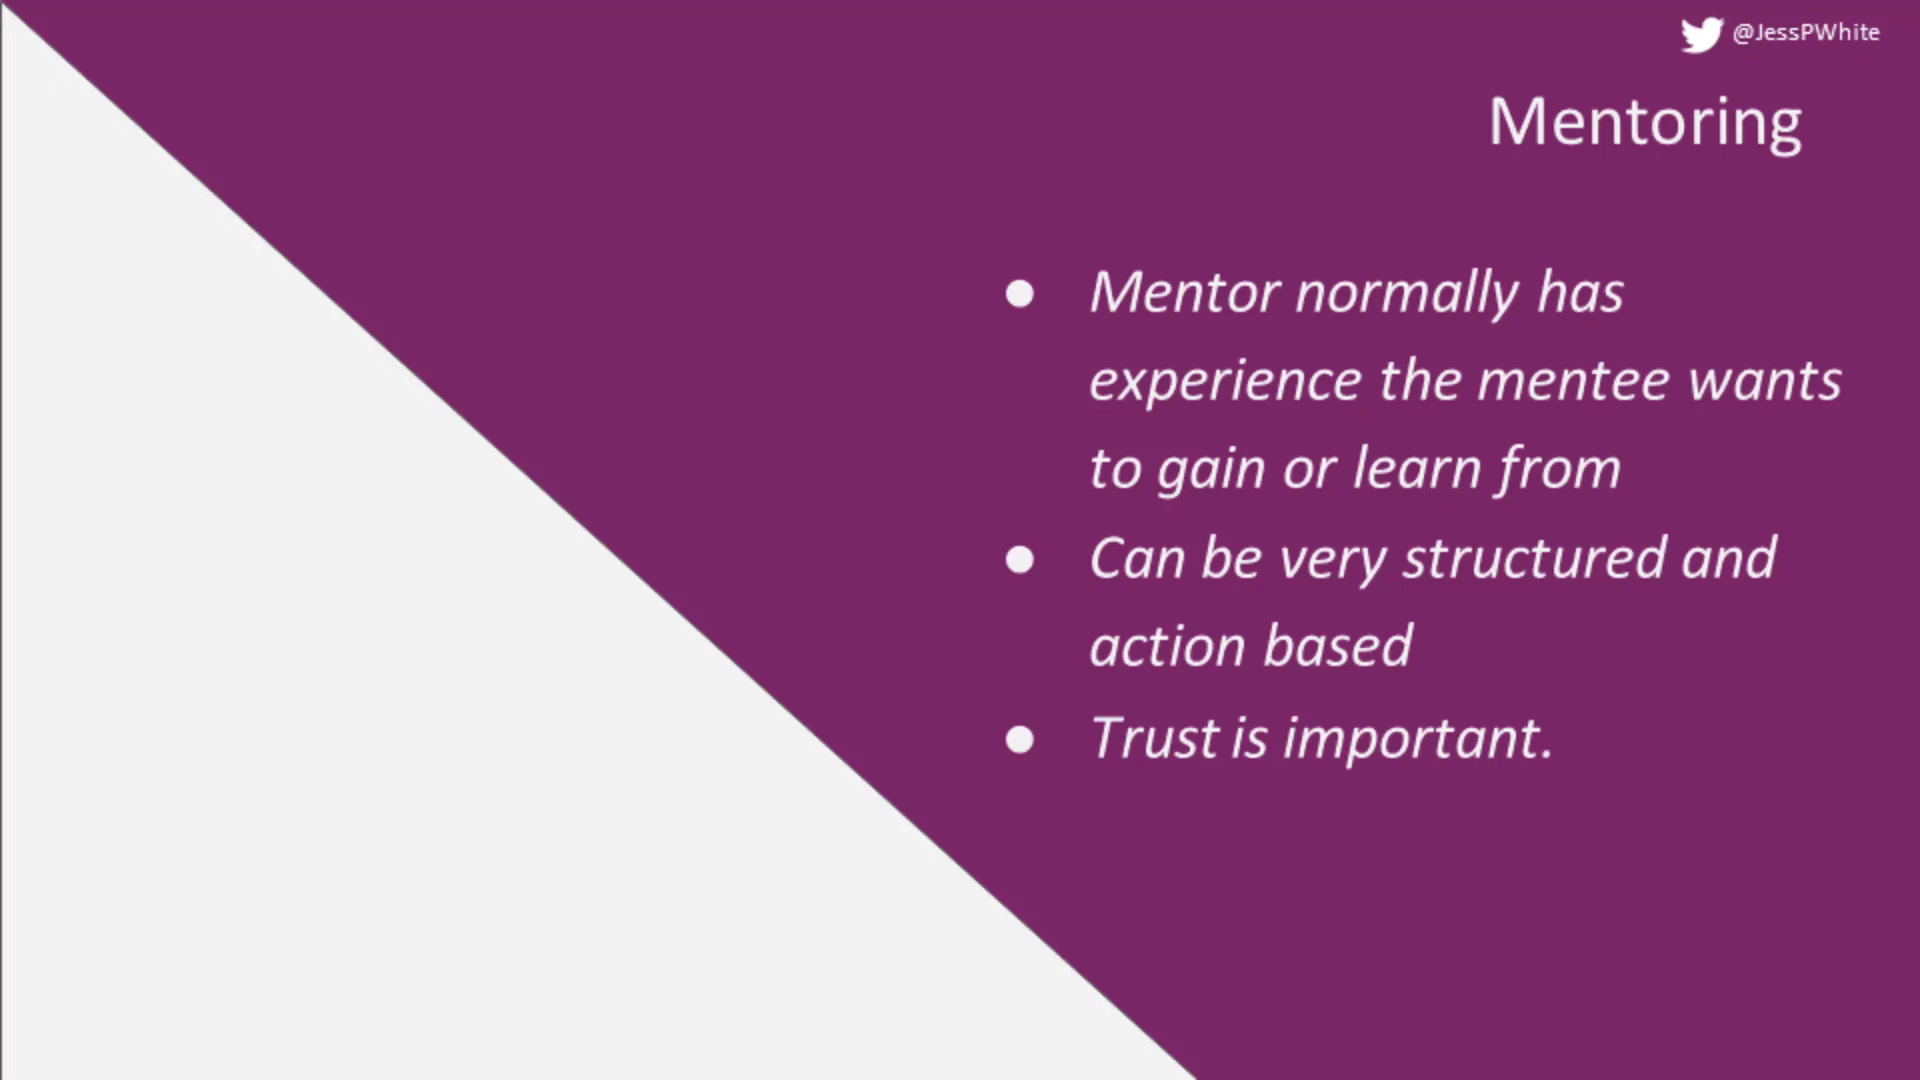 @JessPWhite
Mentoring
● Mentor normally has
experience the mentee wants
to gain or learn from
● Can be very structured and
action based
● Trust is important.